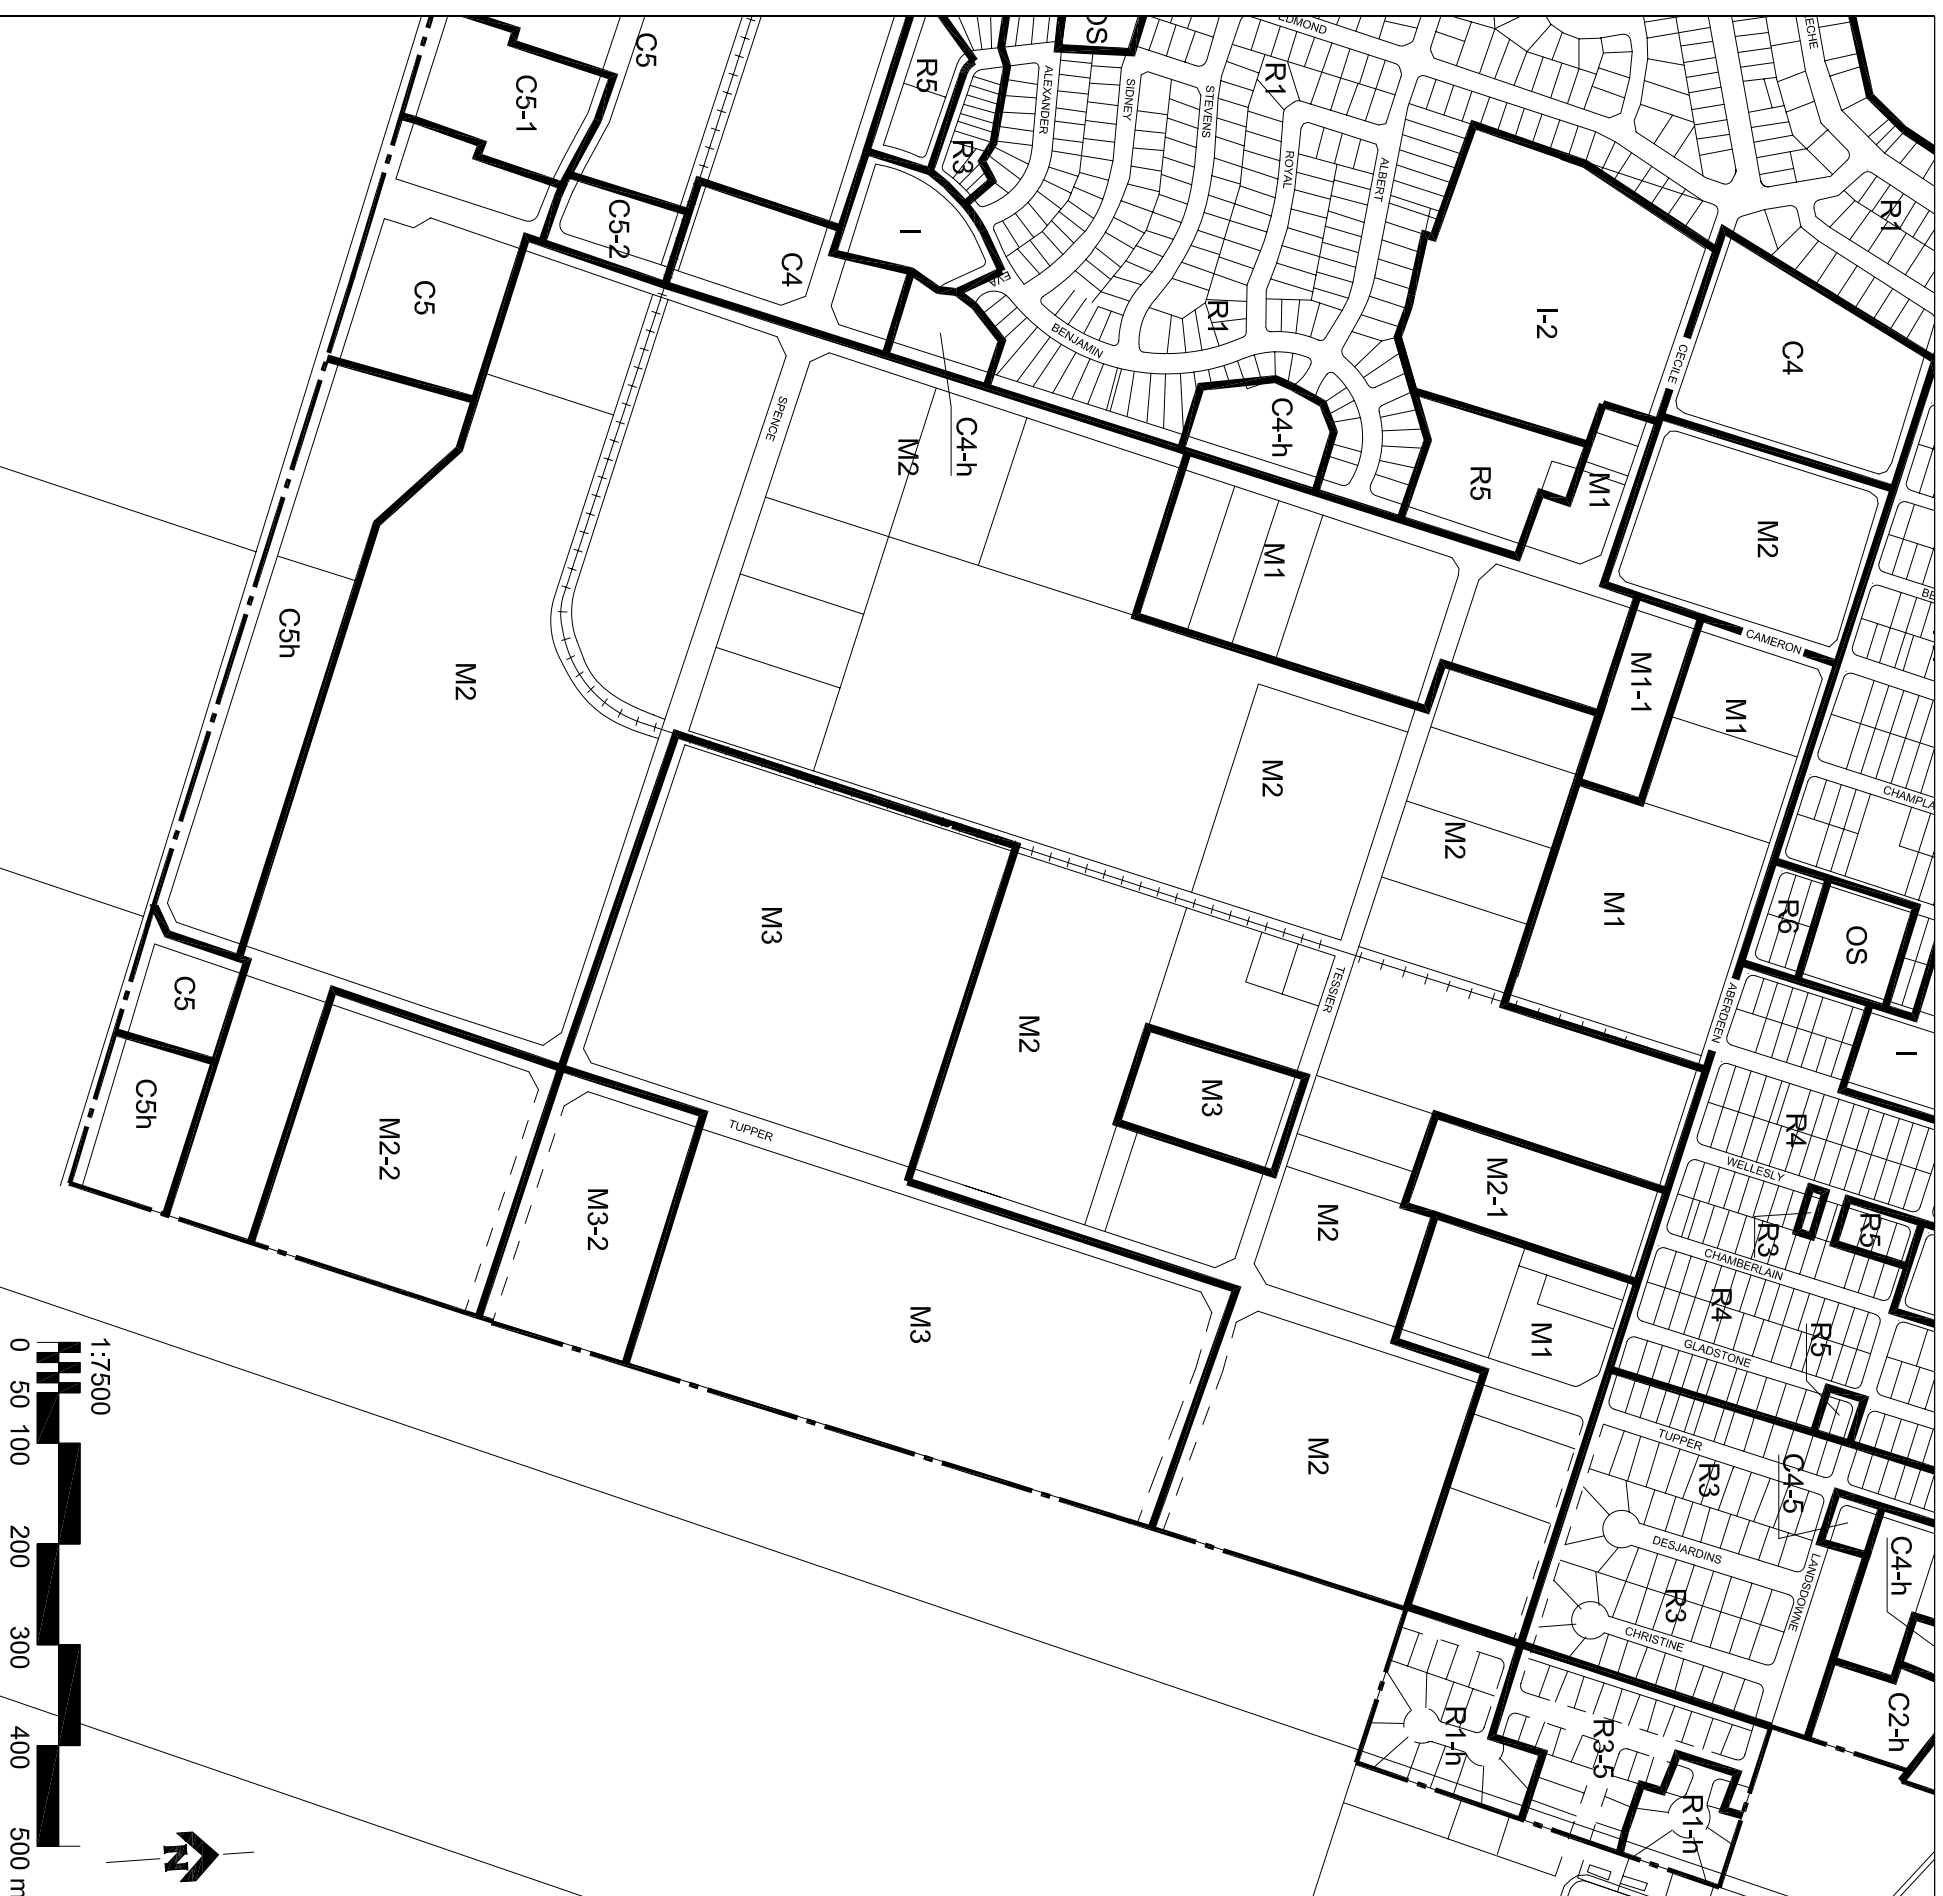 C5
C5-1
C5-2
C5
C4
R5
R3
I
OS
ALEXANDER
SIDNEY
STEVENS
ROYAL
ALBERT
EDMOND
R1
R1
R1
EVA
BENJAMIN
C4-h
C4-h
I-2
C4
CECILE
R5
M1
M2
CAMERON
SPENCE
M2
M1
M1-1
M1
M2
M2
M1
C5h
M2
M3
M2
TESSIER
M3
ABERDEEN
R6
OS
I
R4
WELLESLY
R3
R5
CHAMBERLAIN
R4
R5
GLADSTONE
C5
C5h
M2-2
M3-2
TUPPER
M3
M2
M2-1
M1
M2
TUPPER
R3
C4-5
DESJARDINS
R3
CHRISTINE
LANDSDOWNE
C4-h
C2-h
R1-h
R3-5
R1-h
1:7500
0 50 100 200 300 400 500 m
N